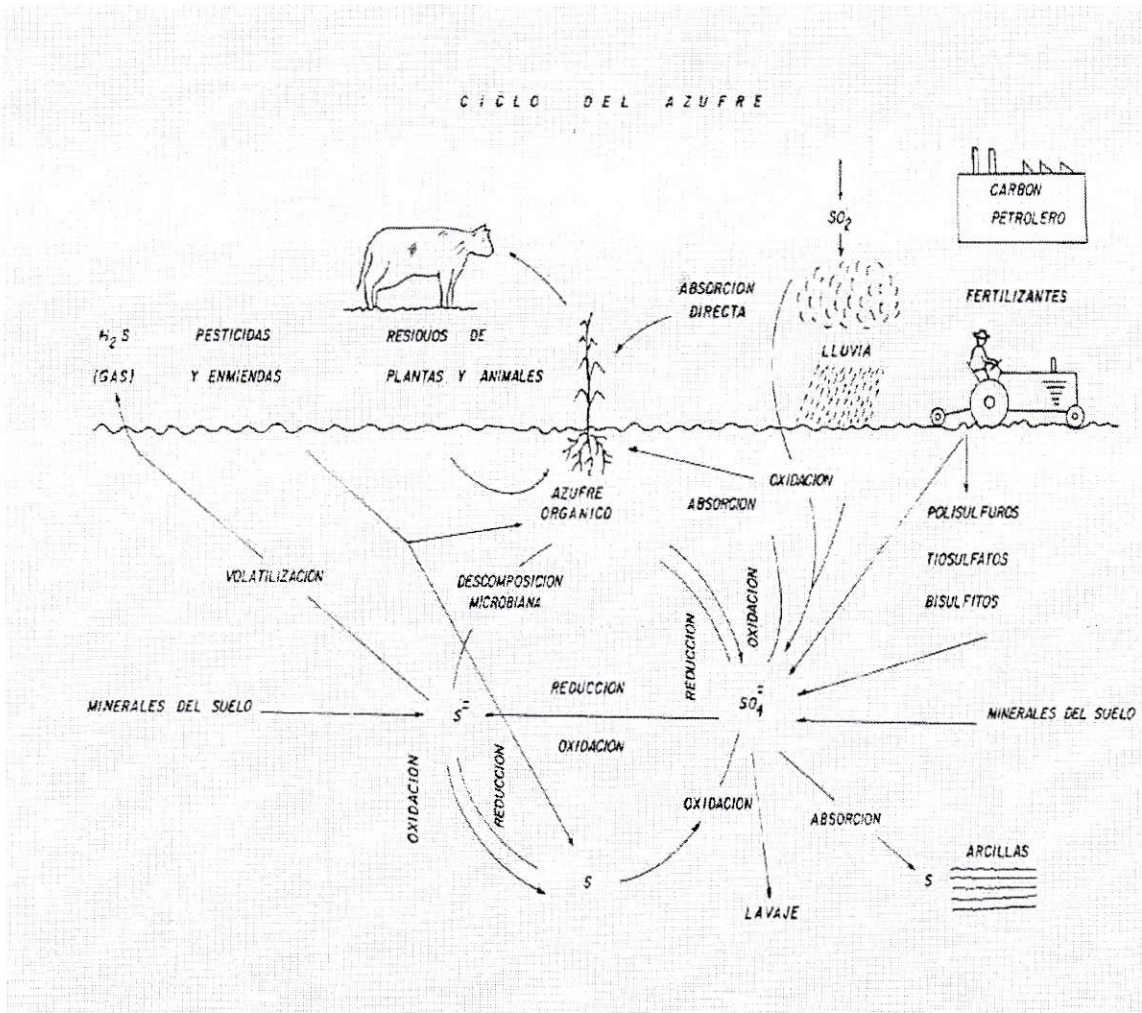 CICLO DEL AZUFRE
CARBON
PETROLERO
SO2
ABSORCION
DIRECTA
FERTILIZANTES
H2S
(GAS)
PESTICIDAS
Y ENMIENDAS
RESIDUOS DE
PLANTAS Y ANIMALES
LLUVIA
AZUFRE
ORGANICO
ABSORCION
OXIDACION
POLISULFUROS
TIOSULFATOS
BISULFITOS
VOLATILIZACION
DESCOMPOSICION
MICROBIANA
REDUCCION
OXIDACION
MINERALES DEL SUELO
S=
REDUCCION
OXIDACION
SO4=
MINERALES DEL SUELO
OXIDACION
REDUCCION
OXIDACION
ABSORCION
S
LAVAJE
S
ARCILLAS